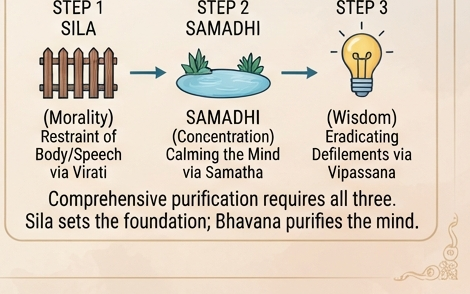 STEP 1
SILA
STEP 2
SAMADHI
STEP 3
(Morality)
Restraint of
Body/Speech
via Virati
SAMADHI
(Concentration)
Calming the Mind
via Samatha
(Wisdom)
Eradicating
Defilements via
Vipassana
Comprehensive purification requires all three.
Sila sets the foundation; Bhavana purifies the mind.